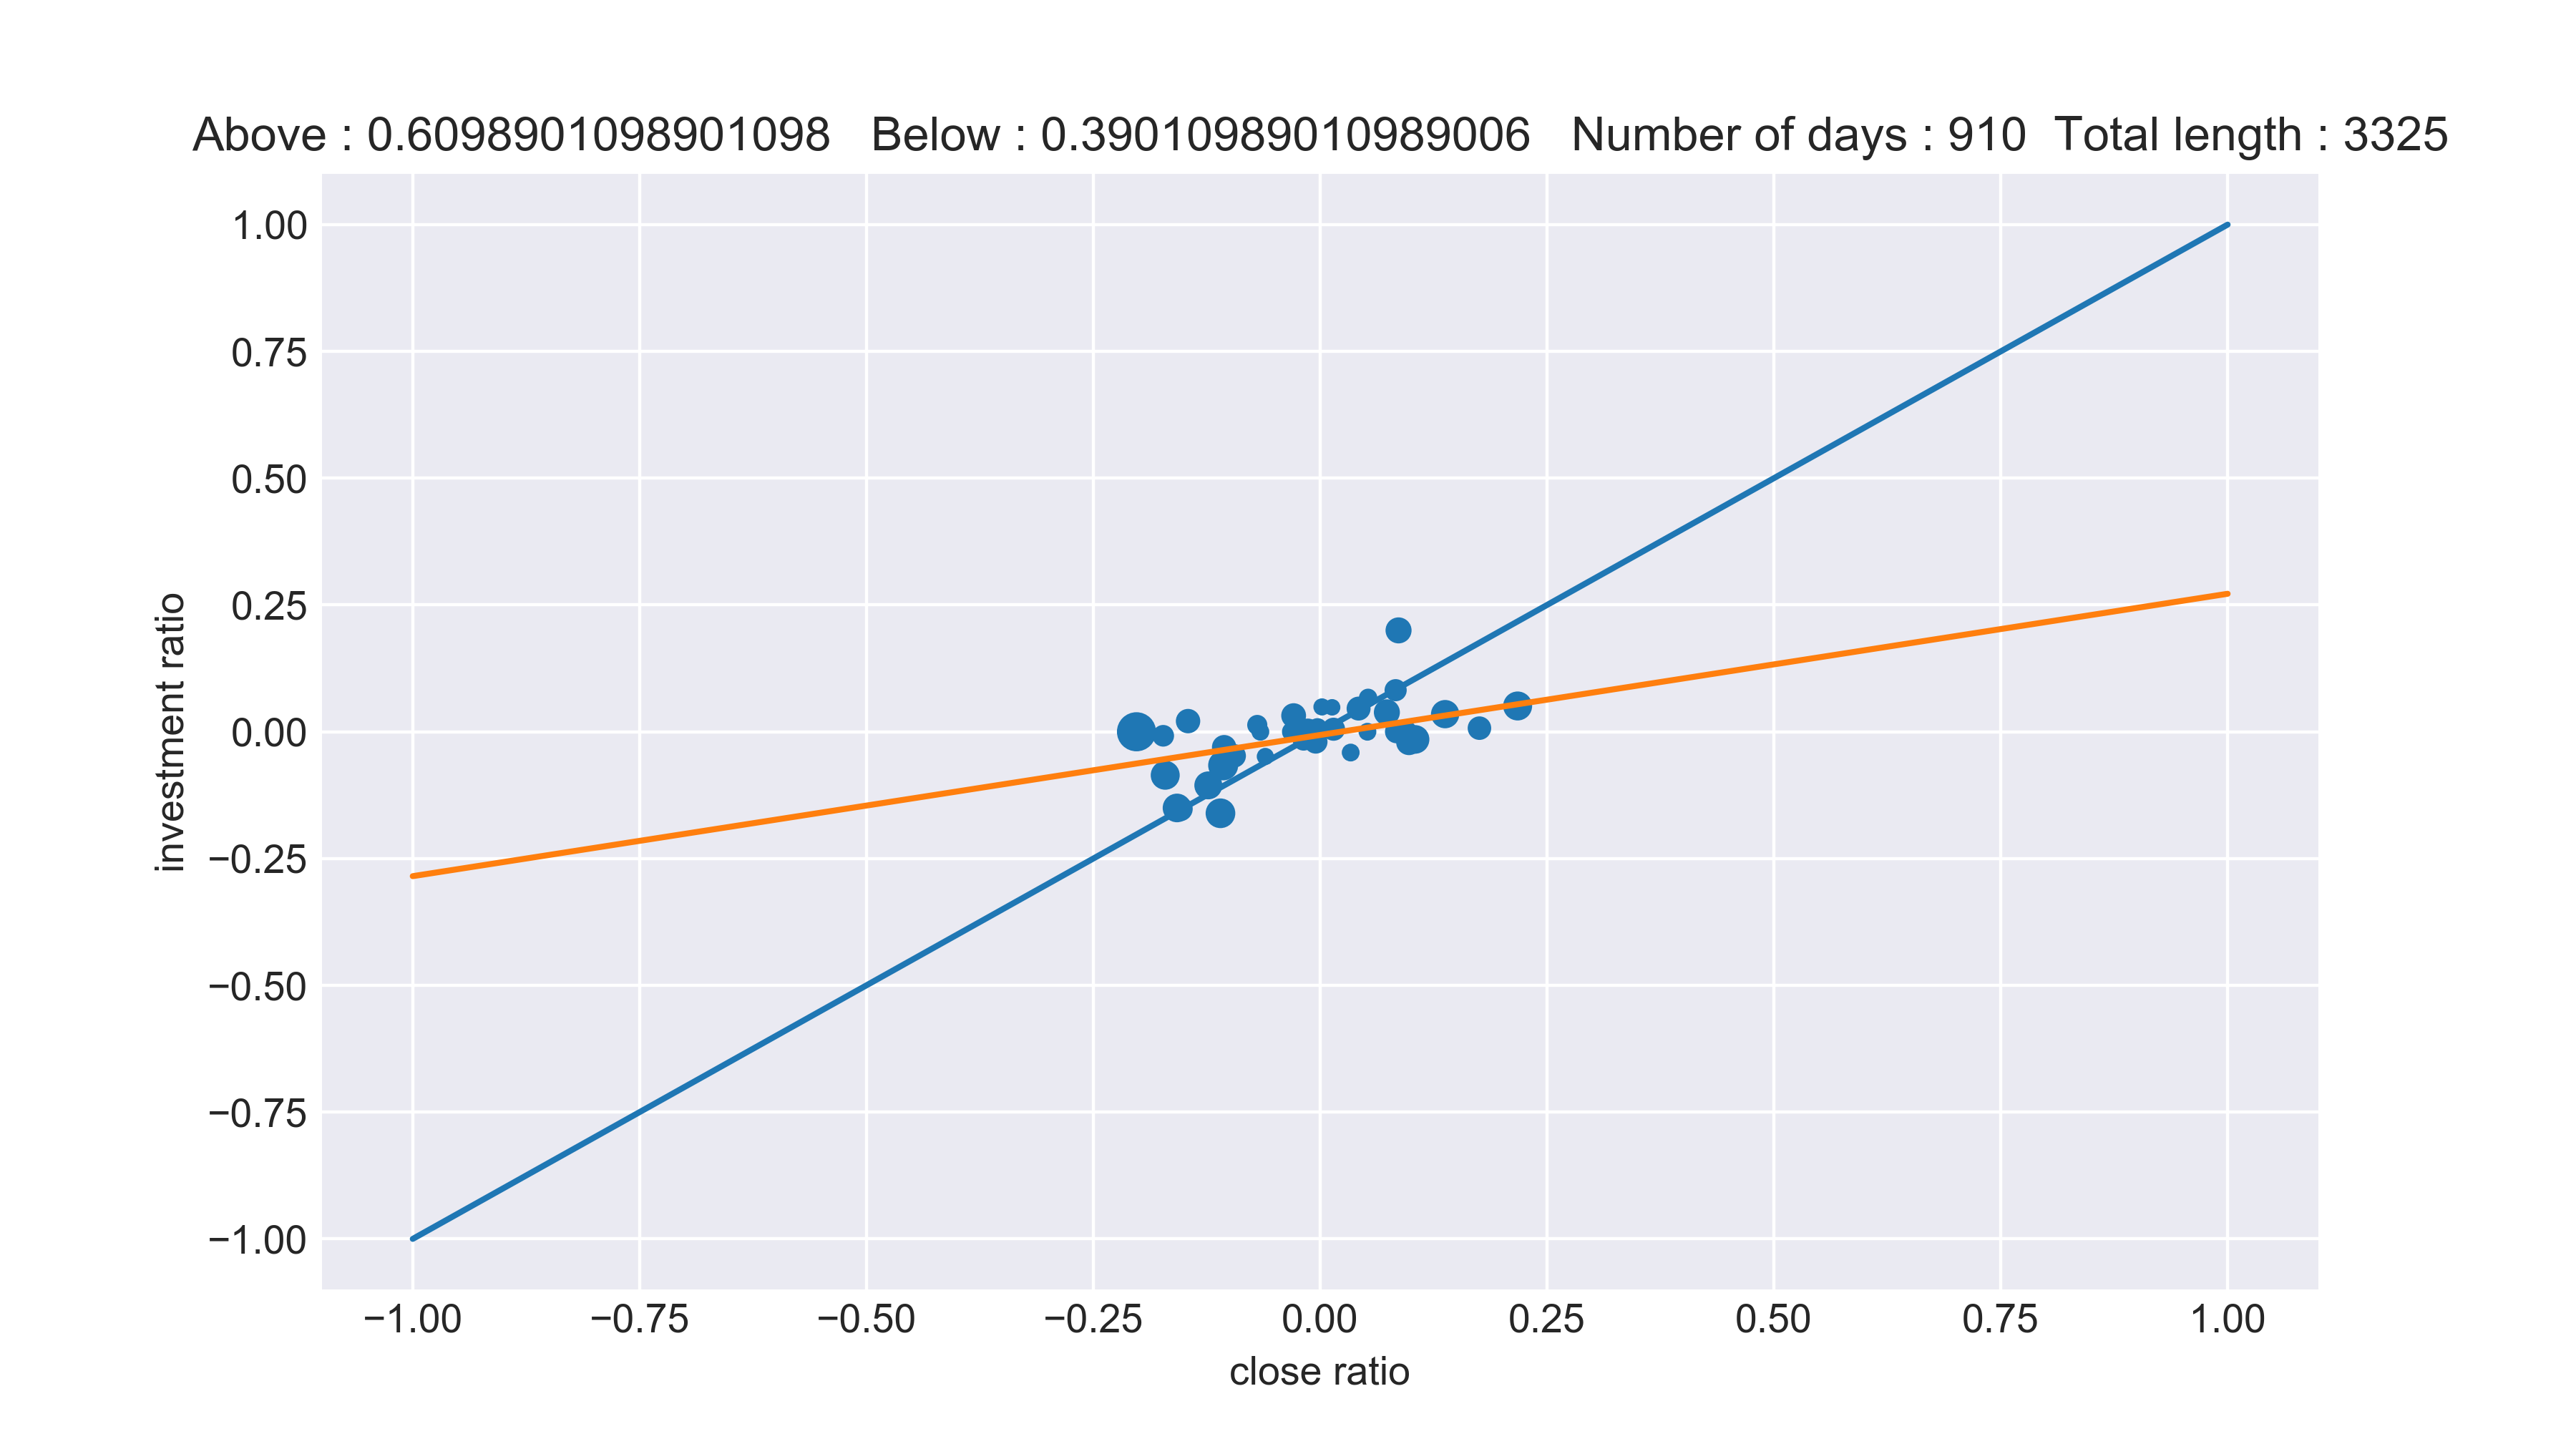 Above : 0.6098901098901098   Below : 0.39010989010989006   Number of days : 910  Total length : 3325
1.00
0.75
0.50
0.25
0.00
−0.25
−0.50
−0.75
−1.00
investment ratio
−1.00 −0.75 −0.50 −0.25 0.00 0.25 0.50 0.75 1.00
close ratio